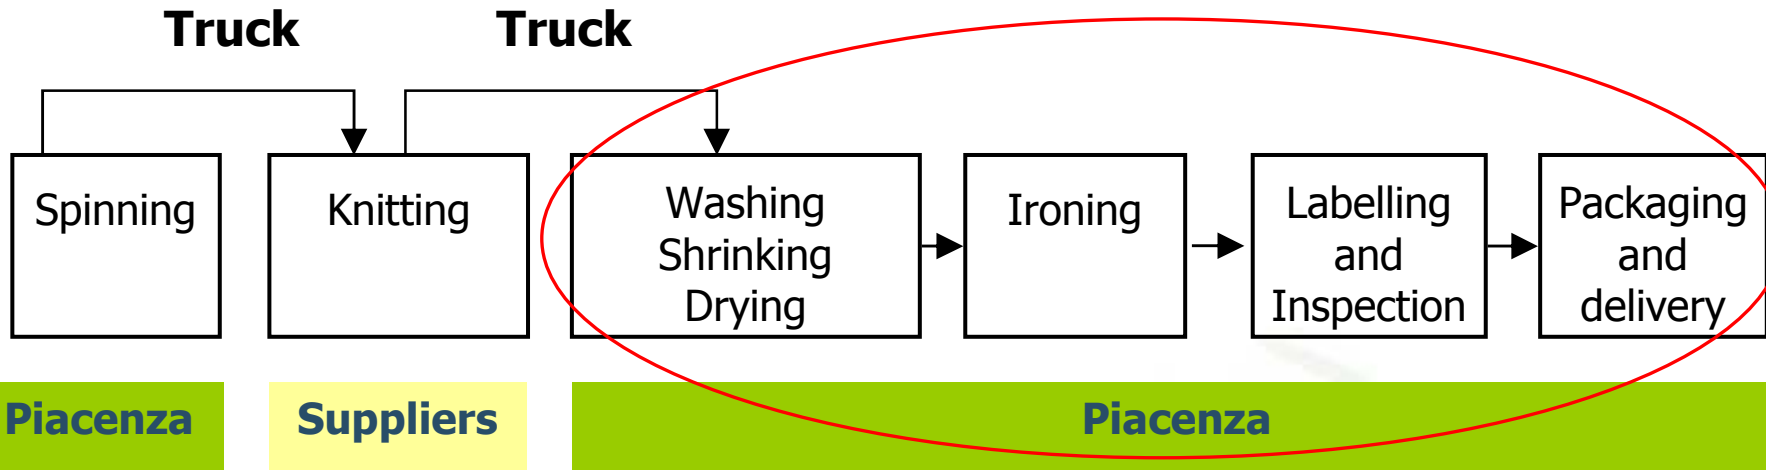 Truck Truck
Spinning
Knitting
Washing
Shrinking
Drying
Ironing
Labelling
and
Inspection
Packaging
and
delivery
Piacenza Suppliers Piacenza